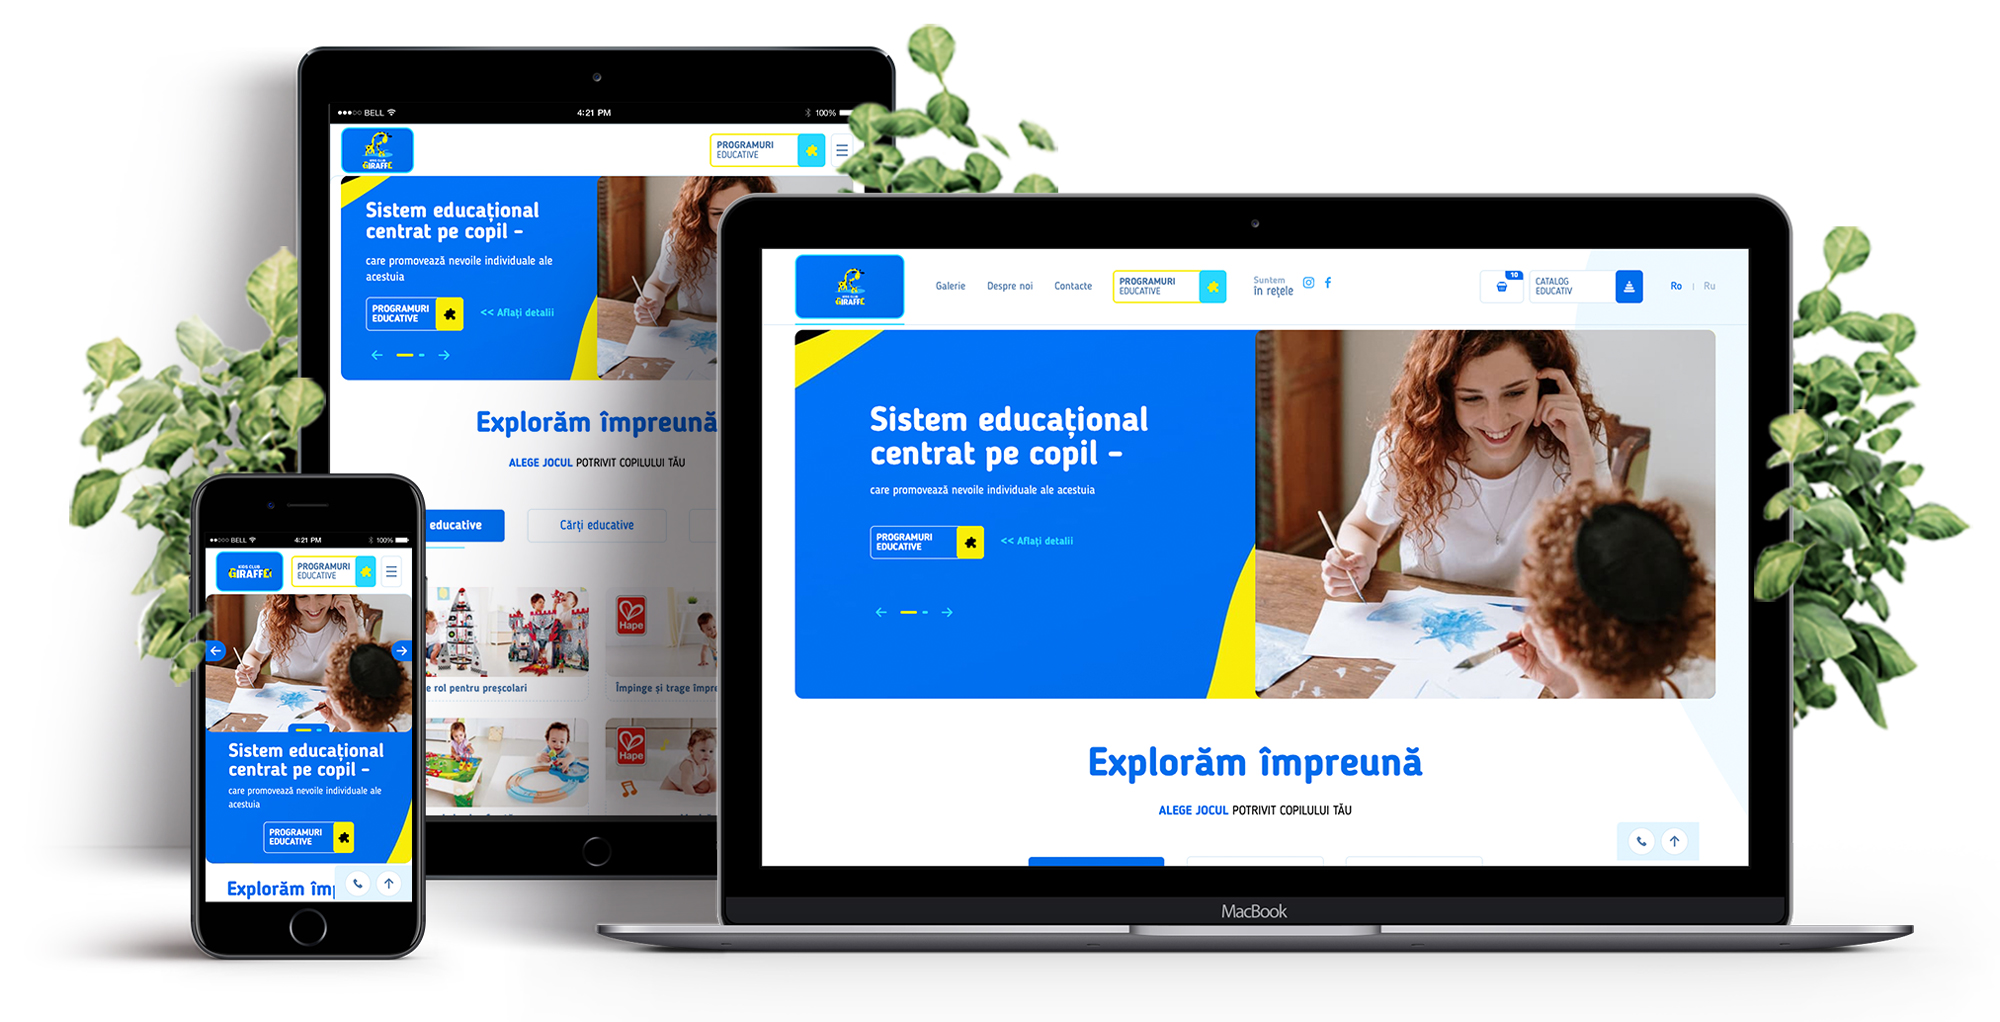 BELL
4:21 PM
100%
KIDS CLUB
GIRAFFE
PROGRAMURI
EDUCATIVE
Sistem educațional
centrat pe copil –
care promovează nevoile individuale ale
acestuia
PROGRAMURI
EDUCATIVE
<< Aflați detalii
Explorăm împreună
ALEGE JOCUL POTRIVIT COPILULUI TĂU
educative
Cărți educative
Hape
e rol pentru preșcolari
Împinge și trage împre
Hape
BELL
4:21 PM
100%
KIDS CLUB
GIRAFFE
PROGRAMURI
EDUCATIVE
Sistem educațional
centrat pe copil –
care promovează nevoile individuale ale
acestuia
PROGRAMURI
EDUCATIVE
Explorăm îm
KIDS CLUB
GIRAFFE
Galerie
Despre noi
Contacte
PROGRAMURI
EDUCATIVE
Suntem
în rețele
10
CATALOG
EDUCATIV
Ro | Ru
Sistem educațional
centrat pe copil –
care promovează nevoile individuale ale acestuia
PROGRAMURI
EDUCATIVE
<< Aflați detalii
Explorăm împreună
ALEGE JOCUL POTRIVIT COPILULUI TĂU
MacBook